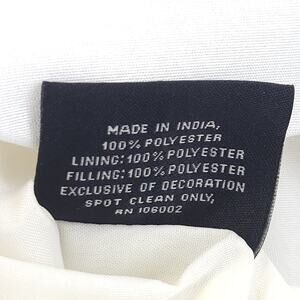 MADE IN INDIA,
100% POLYESTER
LINING: 100% POLYESTER
FILLING: 100% POLYESTER
EXCLUSIVE OF DECORATION
SPOT CLEAN ONLY,
RN 106002